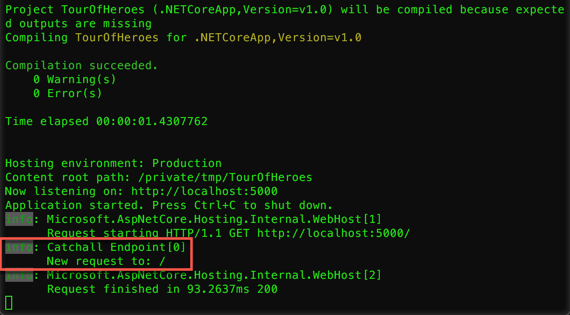 Project TourOfHeroes (.NETCoreApp,Version=v1.0) will be compiled because expecte
d outputs are missing
Compiling TourOfHeroes for .NETCoreApp,Version=v1.0
Compilation succeeded.
0 Warning(s)
0 Error(s)
Time elapsed 00:00:01.4307762
Hosting environment: Production
Content root path: /private/tmp/TourOfHeroes
Now listening on: http://localhost:5000
Application started. Press Ctrl+C to shut down.
info: Microsoft.AspNetCore.Hosting.Internal.WebHost[1]
Request starting HTTP/1.1 GET http://localhost:5000/
info: Catchall Endpoint[0]
New request to: /
info: Microsoft.AspNetCore.Hosting.Internal.WebHost[2]
Request finished in 93.2637ms 200